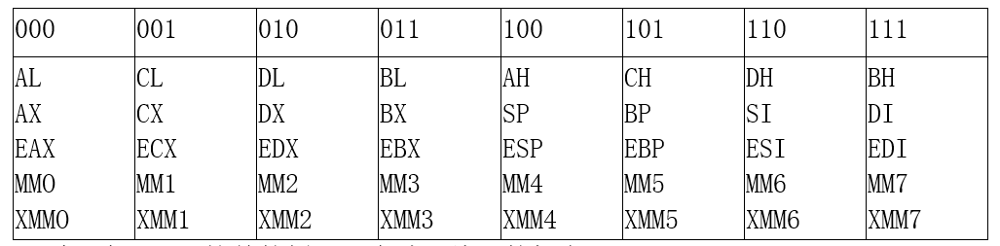 000 001 010 011 100 101 110 111
AL CL DL BL AH CH DH BH
AX CX DX BX SP BP SI DI
EAX ECX EDX EBX ESP EBP ESI EDI
MM0 MM1 MM2 MM3 MM4 MM5 MM6 MM7
XMM0 XMM1 XMM2 XMM3 XMM4 XMM5 XMM6 XMM7